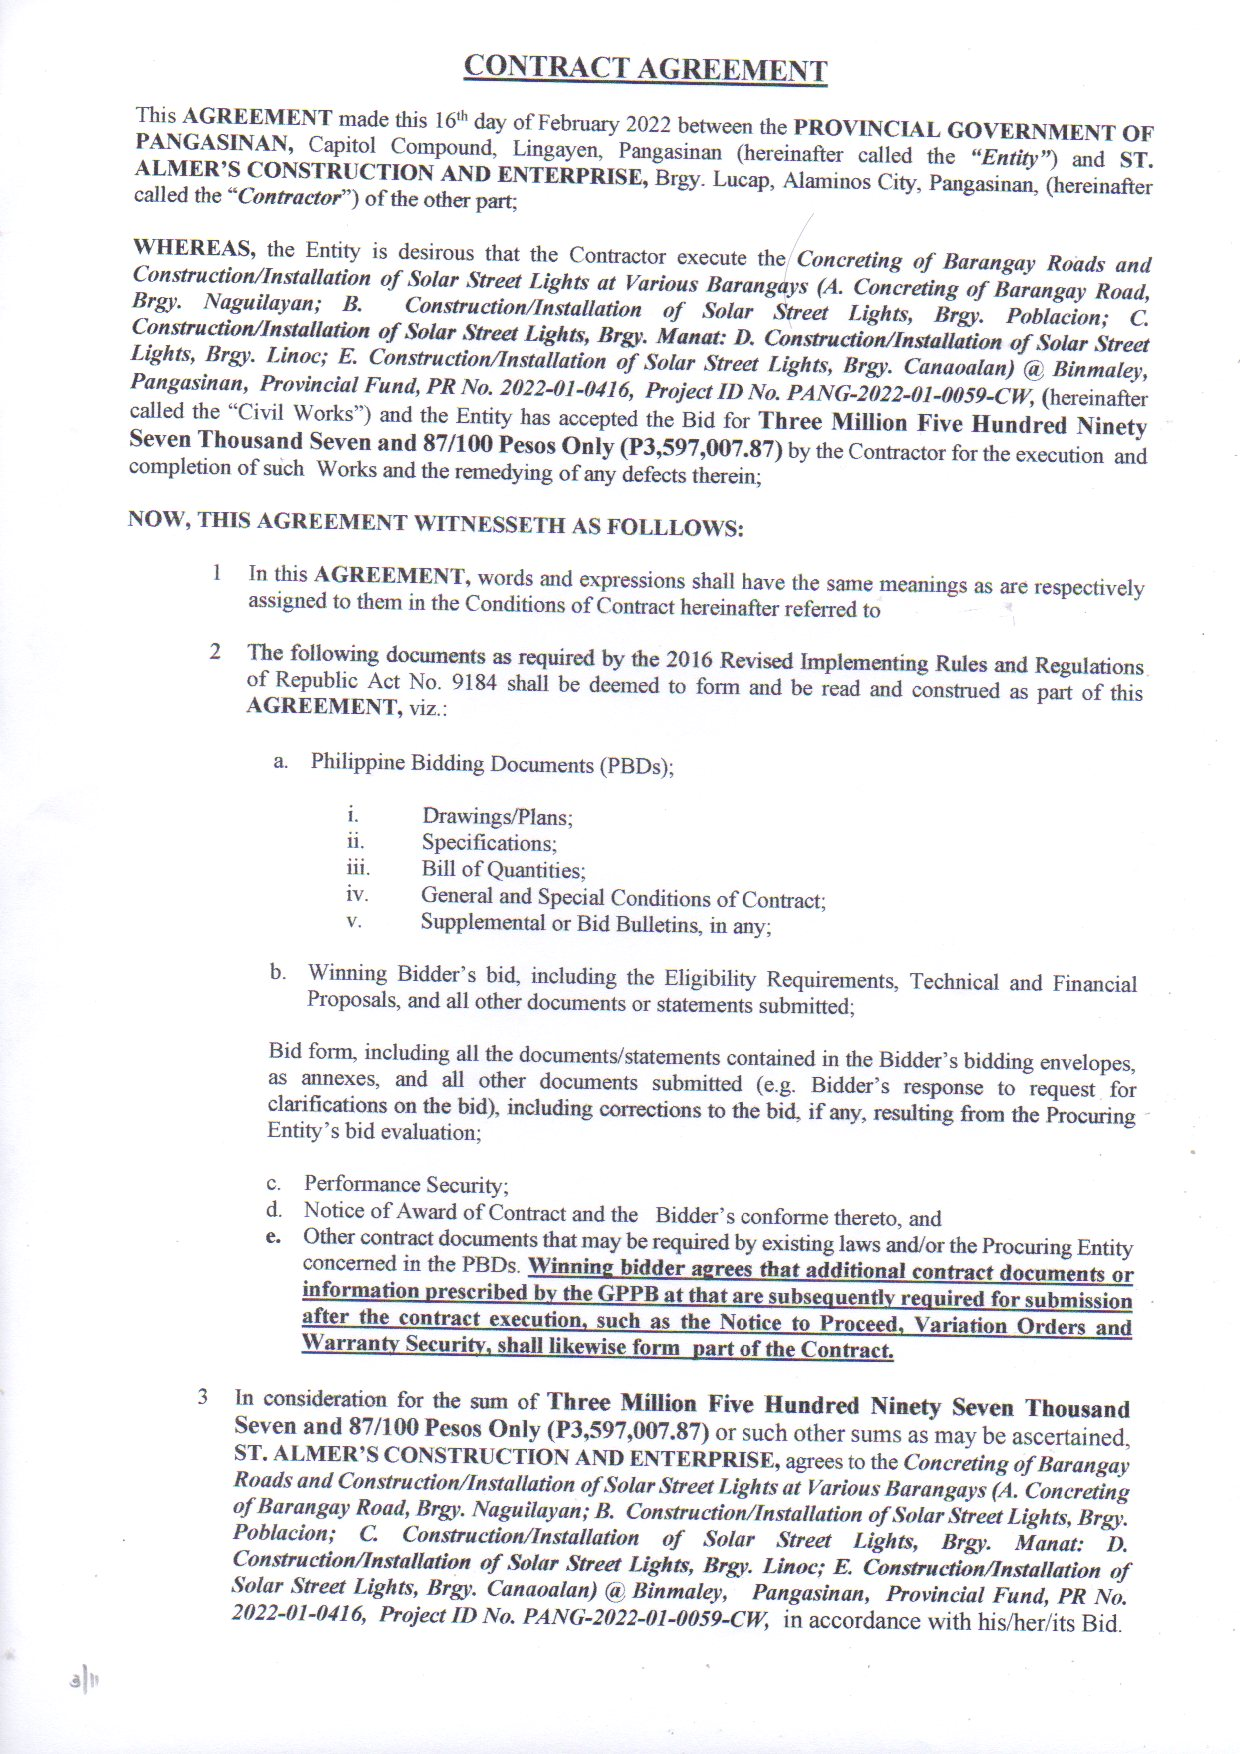 CONTRACT AGREEMENT
This AGREEMENT made this 16th day of February 2022 between the PROVINCIAL GOVERNMENT OF
PANGASINAN, Capitol Compound, Lingayen, Pangasinan (hereinafter called the “Entity”) and ST.
ALMER’S CONSTRUCTION AND ENTERPRISE, Brgy. Lucap, Alaminos City, Pangasinan, (hereinafter
called the “Contractor”) of the other part;
WHEREAS, the Entity is desirous that the Contractor execute the Concreting of Barangay Roads and
Construction/Installation of Solar Street Lights at Various Barangays (A. Concreting of Barangay Road,
Brgy. Naguilayan; B. Construction/Installation of Solar Street Lights, Brgy. Poblacion; C.
Construction/Installation of Solar Street Lights, Brgy. Manat: D. Construction/Installation of Solar Street
Lights, Brgy. Linoc; E. Construction/Installation of Solar Street Lights, Brgy. Canaoalan) @ Binmaley,
Pangasinan, Provincial Fund, PR No. 2022-01-0416, Project ID No. PANG-2022-01-0059-CW, (hereinafter
called the “Civil Works”) and the Entity has accepted the Bid for Three Million Five Hundred Ninety
Seven Thousand Seven and 87/100 Pesos Only (P3,597,007.87) by the Contractor for the execution and
completion of such Works and the remedying of any defects therein;
NOW, THIS AGREEMENT WITNESSETH AS FOLLLOWS:
1 In this AGREEMENT, words and expressions shall have the same meanings as are respectively
assigned to them in the Conditions of Contract hereinafter referred to
2 The following documents as required by the 2016 Revised Implementing Rules and Regulations
of Republic Act No. 9184 shall be deemed to form and be read and construed as part of this
AGREEMENT, viz.:
a. Philippine Bidding Documents (PBDs);
i. Drawings/Plans;
ii. Specifications;
iii. Bill of Quantities;
iv. General and Special Conditions of Contract;
v. Supplemental or Bid Bulletins, in any;
b. Winning Bidder’s bid, including the Eligibility Requirements, Technical and Financial
Proposals, and all other documents or statements submitted;
Bid form, including all the documents/statements contained in the Bidder’s bidding envelopes,
as annexes, and all other documents submitted (e.g. Bidder’s response to request for
clarifications on the bid), including corrections to the bid, if any, resulting from the Procuring
Entity’s bid evaluation;
c. Performance Security;
d. Notice of Award of Contract and the Bidder’s conforme thereto, and
e. Other contract documents that may be required by existing laws and/or the Procuring Entity
concerned in the PBDs. Winning bidder agrees that additional contract documents or
information prescribed by the GPPB at that are subsequently required for submission
after the contract execution, such as the Notice to Proceed, Variation Orders and
Warranty Security, shall likewise form part of the Contract.
3 In consideration for the sum of Three Million Five Hundred Ninety Seven Thousand
Seven and 87/100 Pesos Only (P3,597,007.87) or such other sums as may be ascertained,
ST. ALMER’S CONSTRUCTION AND ENTERPRISE, agrees to the Concreting of Barangay
Roads and Construction/Installation of Solar Street Lights at Various Barangays (A. Concreting
of Barangay Road, Brgy. Naguilayan; B. Construction/Installation of Solar Street Lights, Brgy.
Poblacion; C. Construction/Installation of Solar Street Lights, Brgy. Manat: D.
Construction/Installation of Solar Street Lights, Brgy. Linoc; E. Construction/Installation of
Solar Street Lights, Brgy. Canaoalan) @ Binmaley, Pangasinan, Provincial Fund, PR No.
2022-01-0416, Project ID No. PANG-2022-01-0059-CW, in accordance with his/her/its Bid.